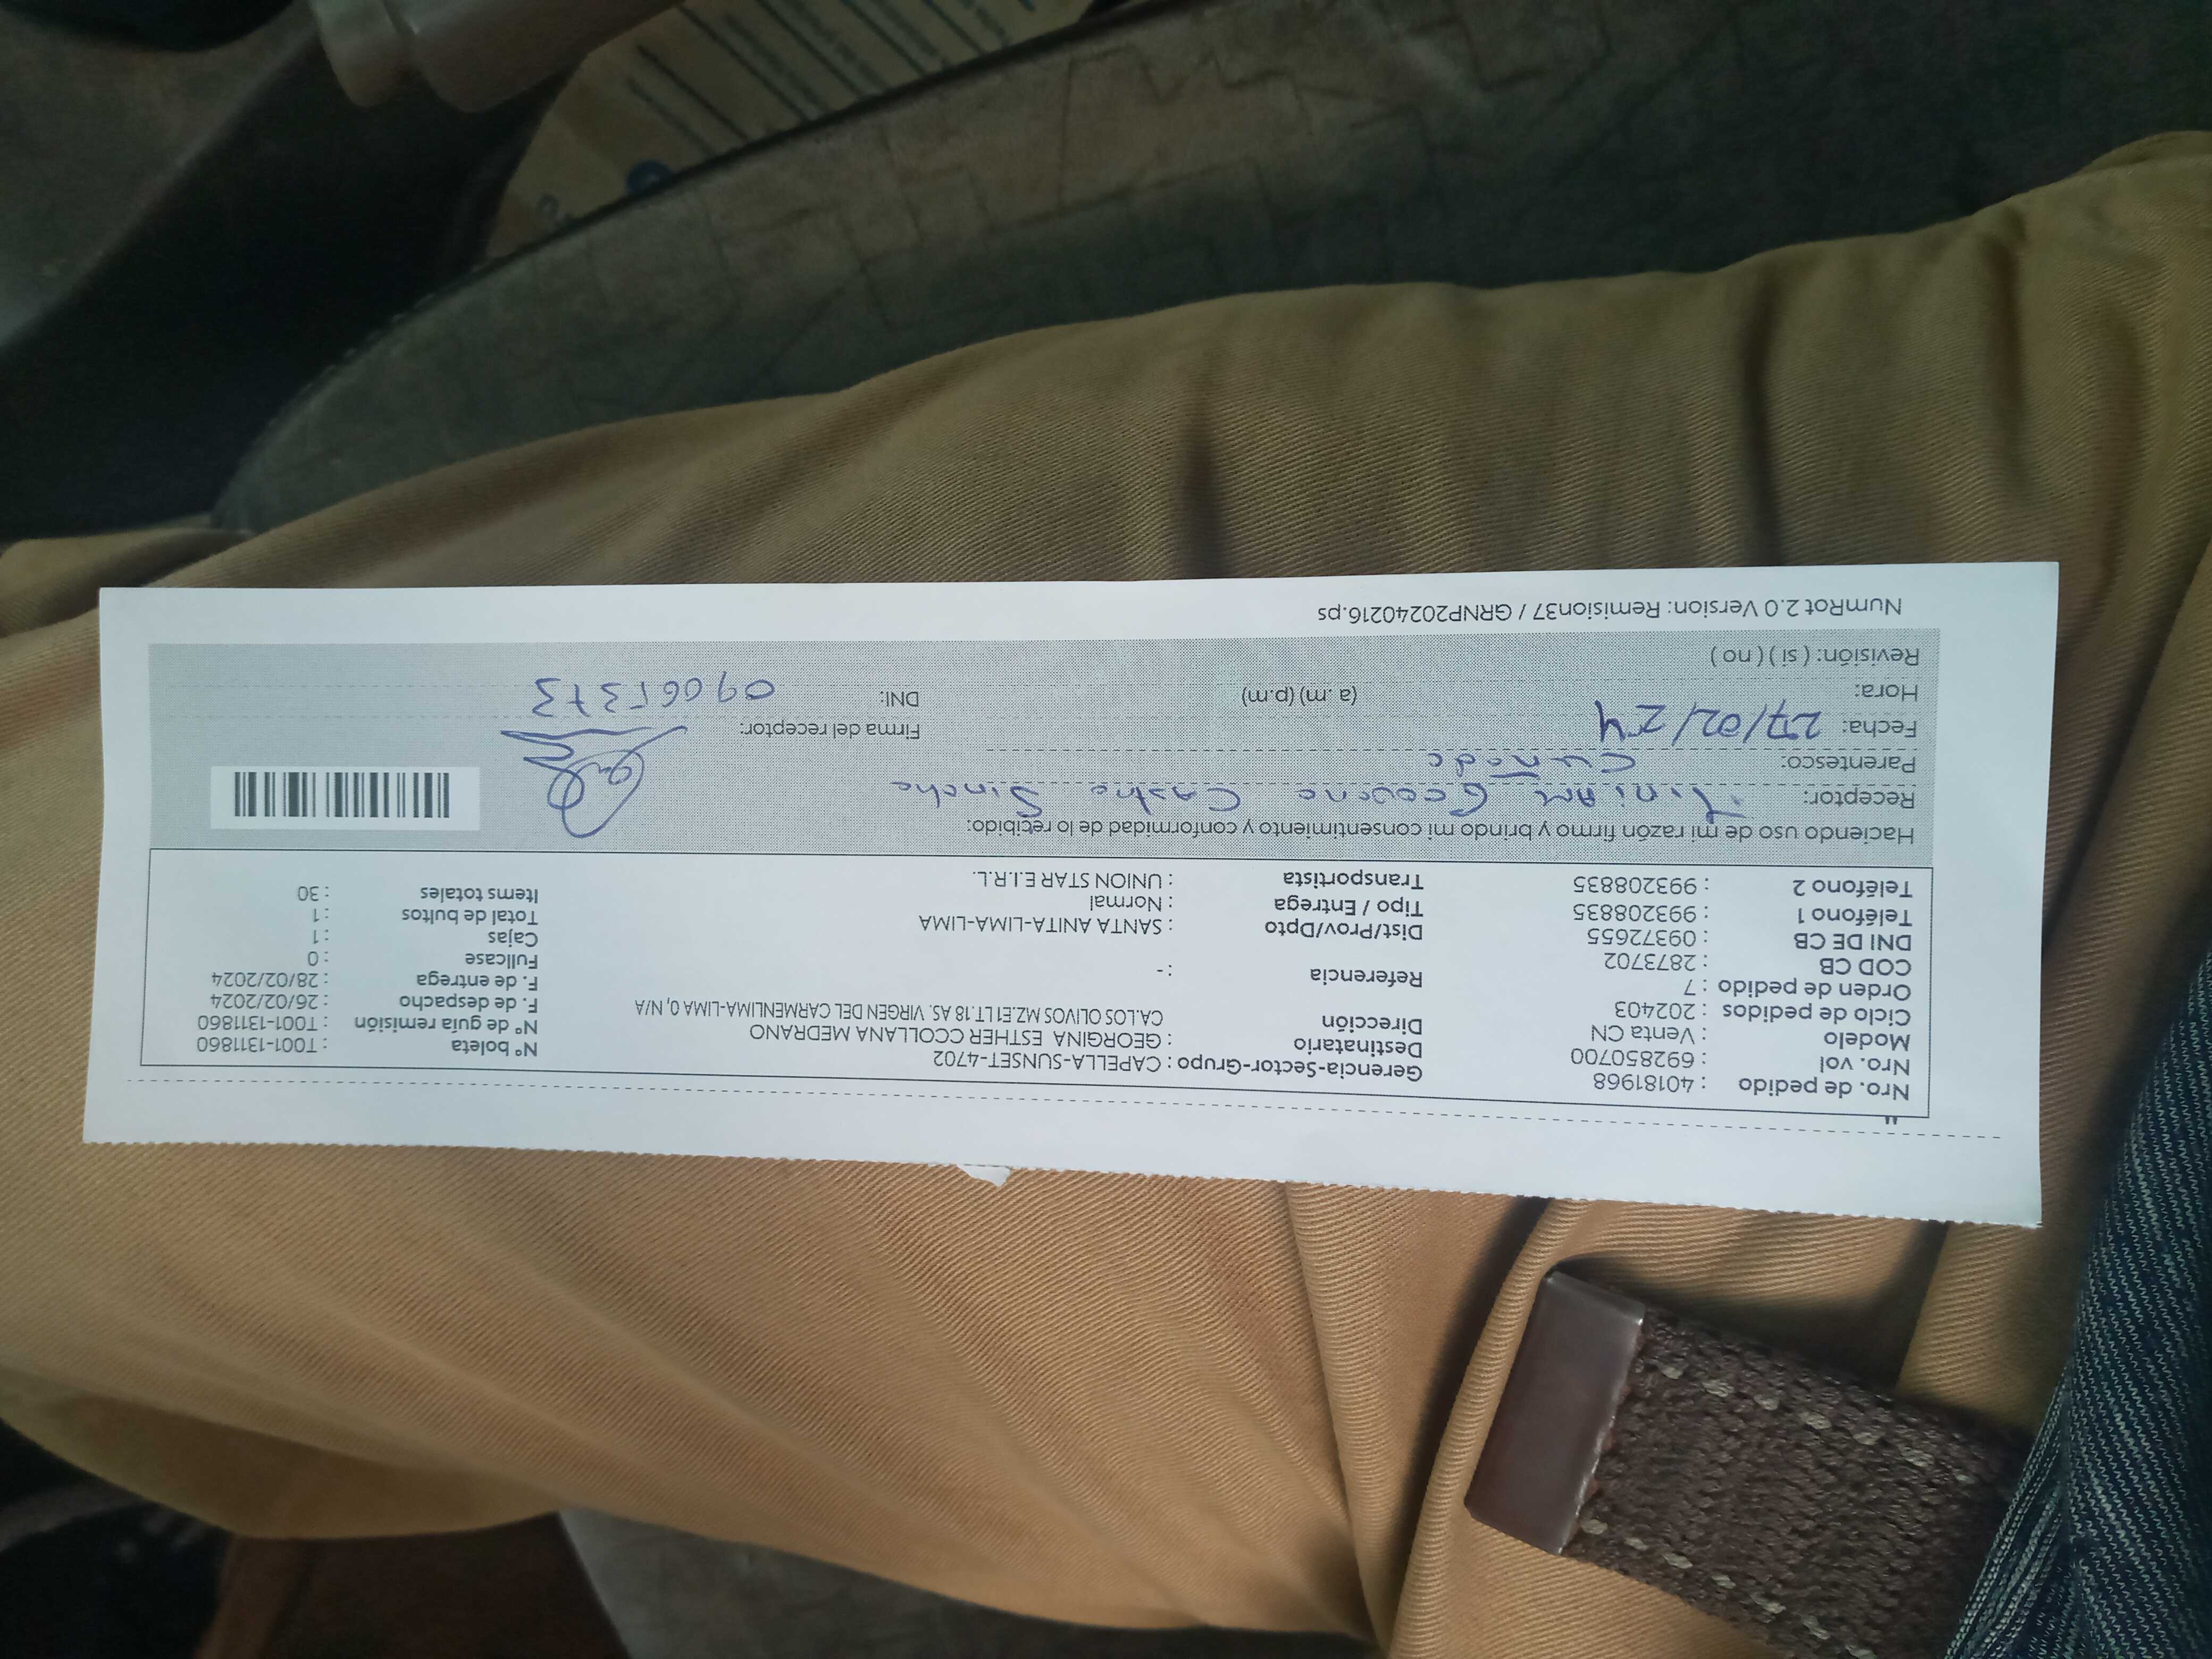 "
Nro. de pedido : 40181968 Gerencia-Sector-Grupo : CAPELLA-SUNSET-4702 Nº boleta : T001-1311860
Nro. vol : 692850700 Destinatario : GEORGINA ESTHER CCOLLANA MEDRANO Nº de guía remisión : T001-1311860
Modelo : Venta CN Dirección CA.LOS OLIVOS MZ.E1 LT.18 AS. VIRGEN DEL CARMENLIMA-LIMA 0, N/A F. de despacho : 26/02/2024
Ciclo de pedidos : 202403 F. de entrega : 28/02/2024
Orden de pedido : 7 Referencia : - Fullcase : 0
COD CB : 2873702 Cajas : 1
DNI DE CB : 09372655 Dist/Prov/Dpto : SANTA ANITA-LIMA-LIMA Total de bultos : 1
Teléfono 1 : 993208835 Tipo / Entrega : Normal Items totales : 30
Teléfono 2 : 993208835 Transportista : UNION STAR E.I.R.L.
Haciendo uso de mi razón firmo y brindo mi consentimiento y conformidad de lo recibido:
Receptor: Castro Sinche
Parentesco: Cuñado
Fecha: 27/02/24 Firma del receptor:
Hora: (a. m) (p.m) DNI: 09065373
Revisión: ( si ) ( no )
NumRot 2.0 Version: Remision37 / GRNP20240216.ps